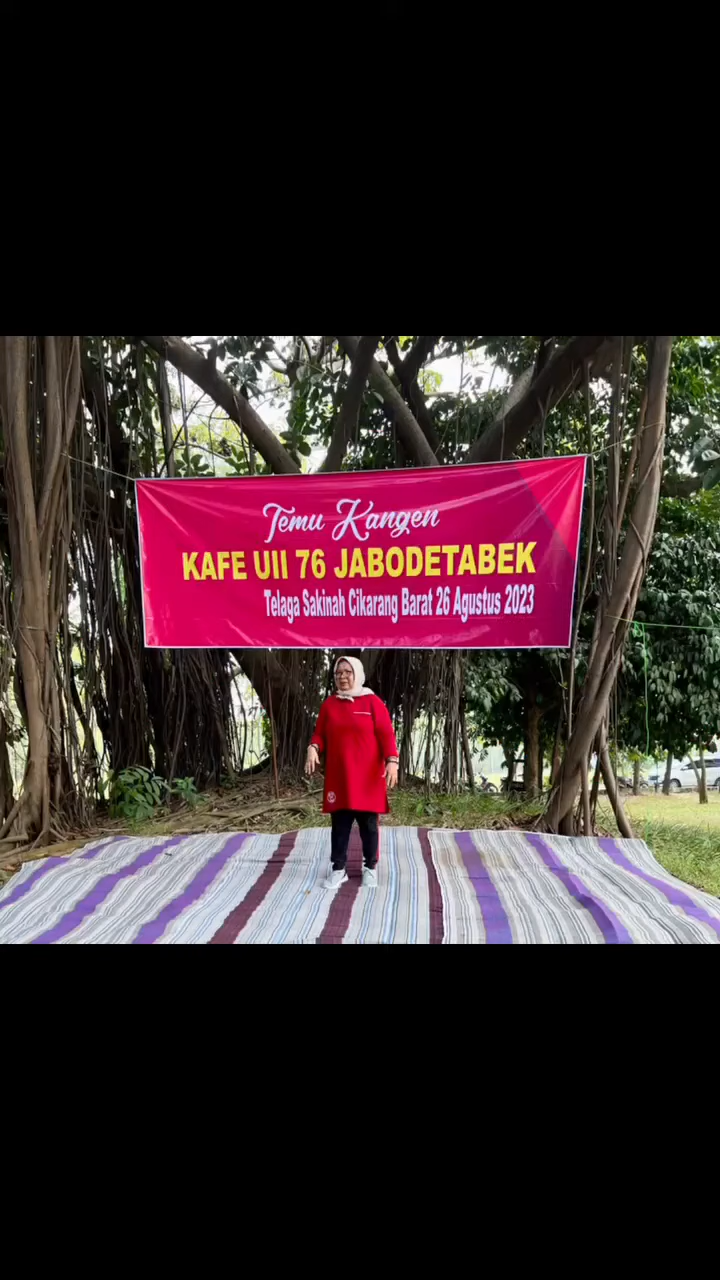 Temu Kangen
KAFE UII 76 JABODETABEK
Telaga Sakinah Cikarang Barat 26 Agustus 2023